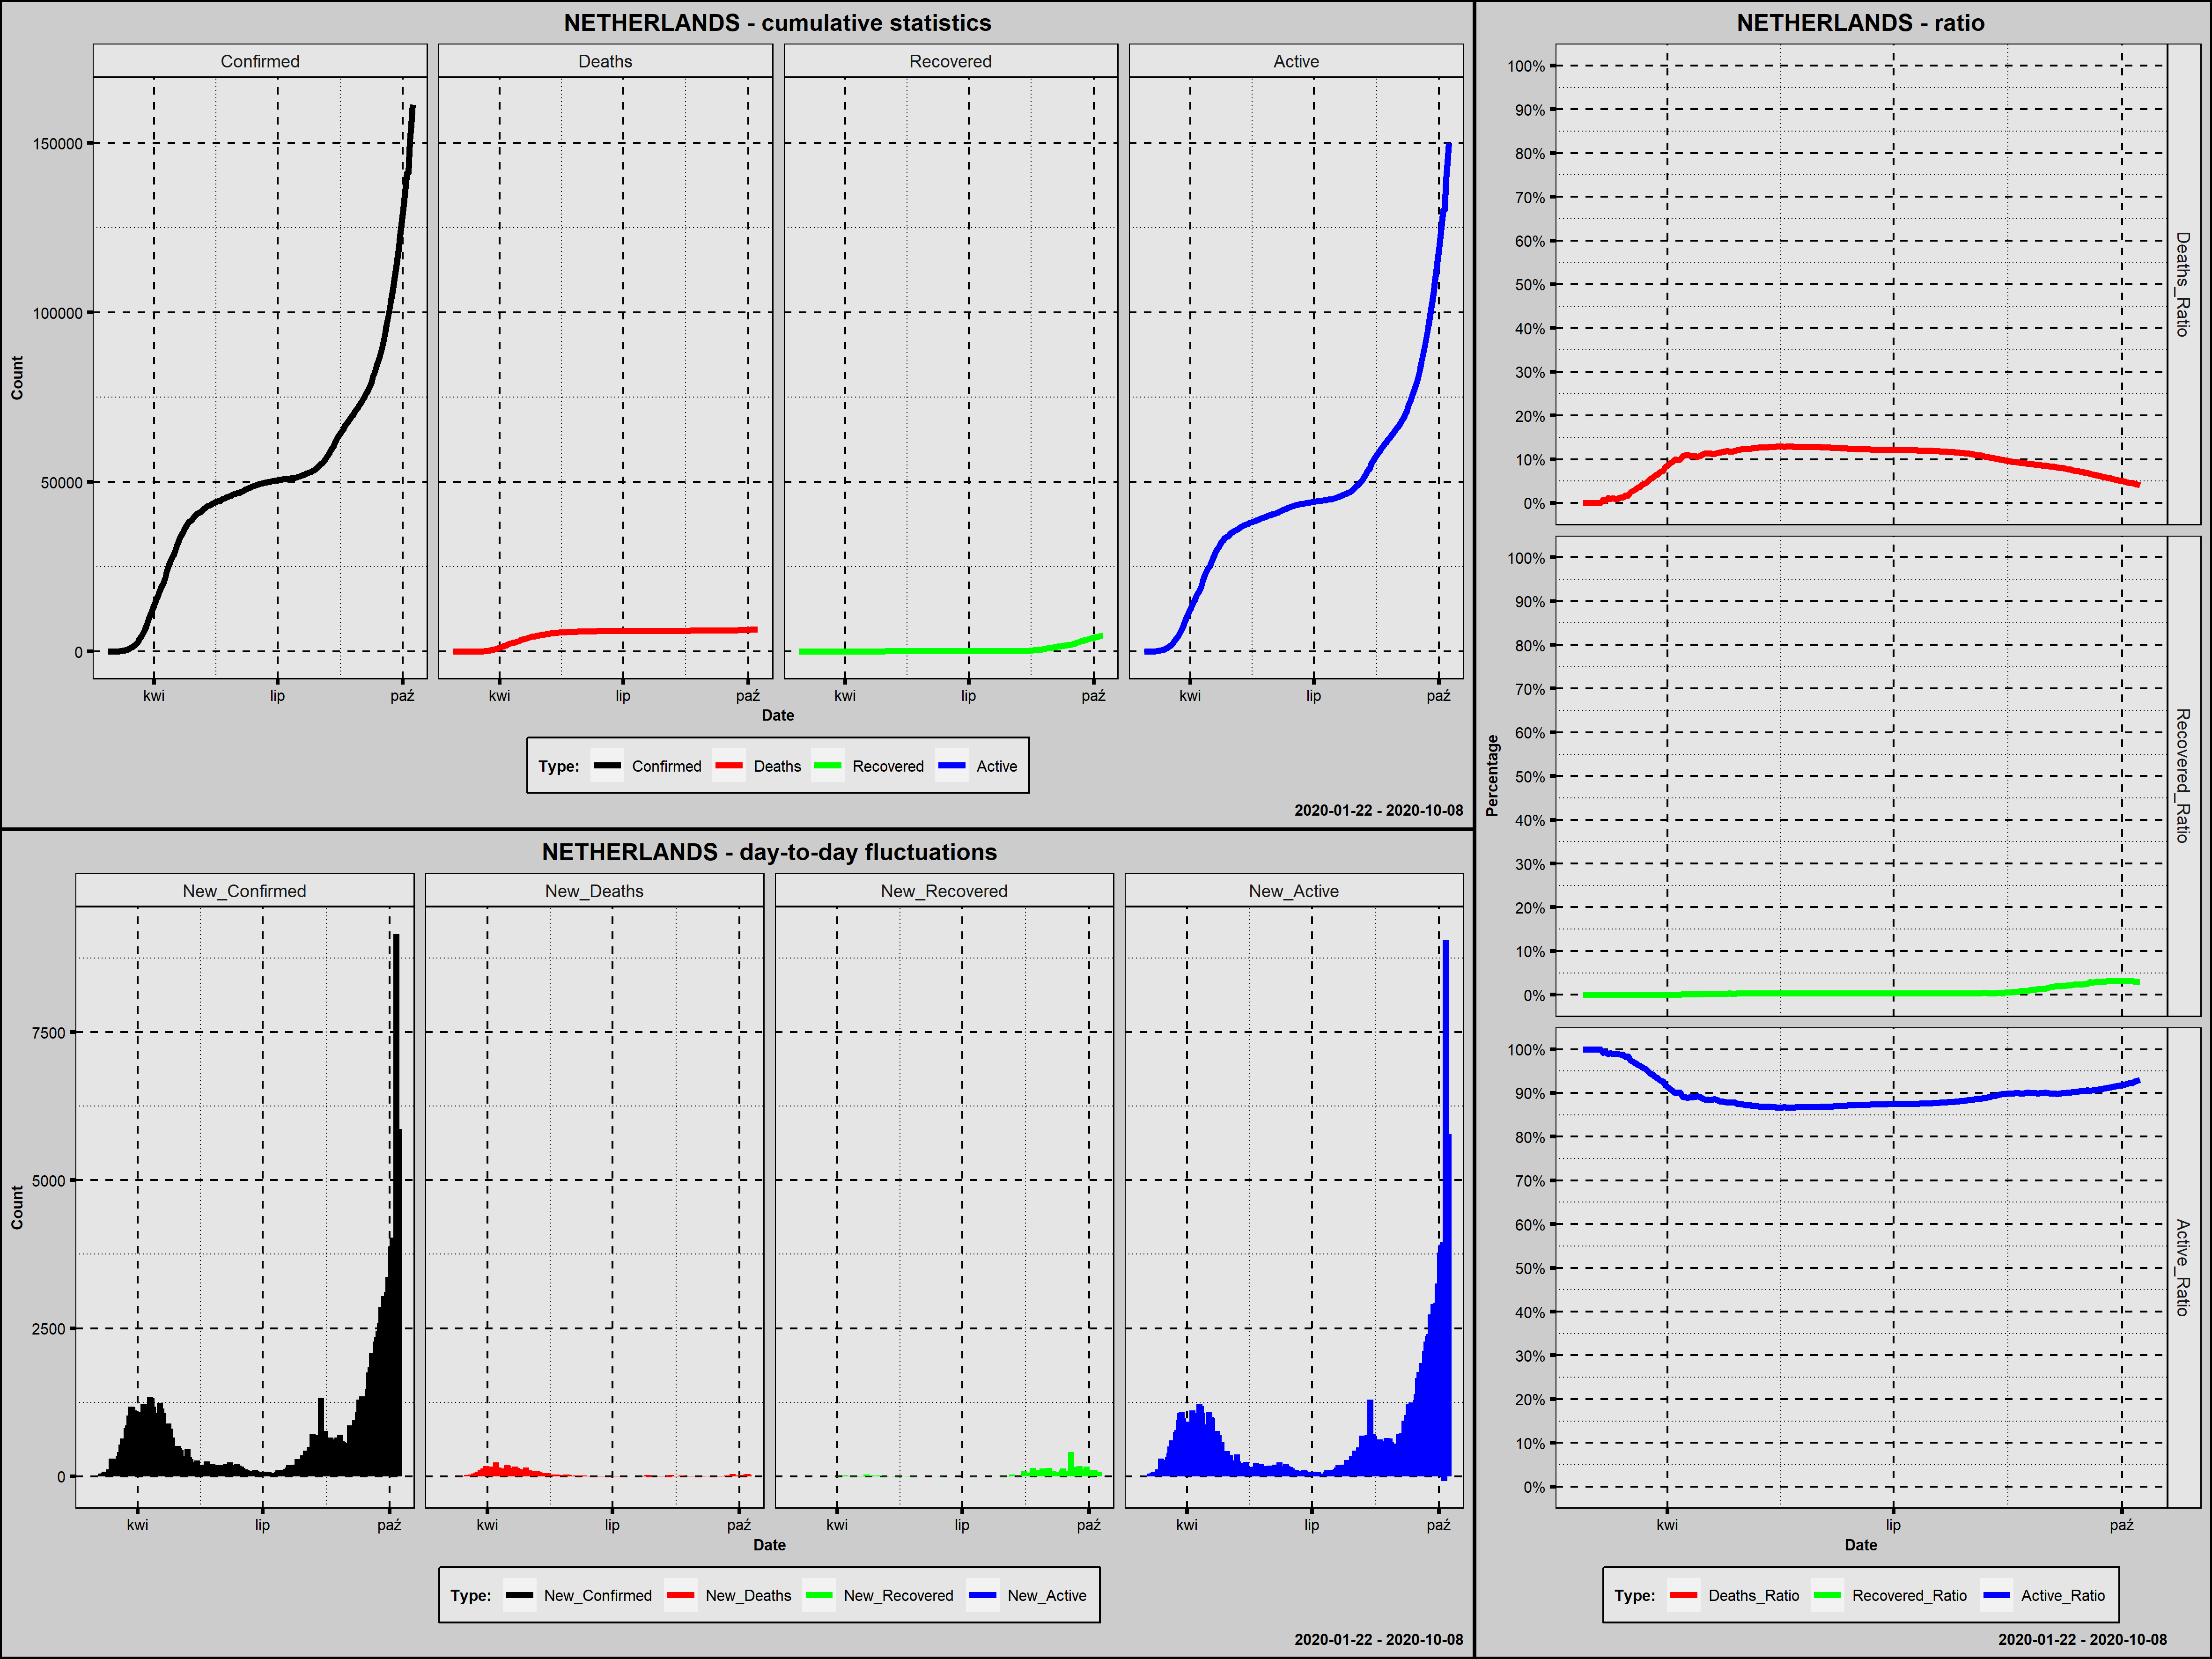 NETHERLANDS - cumulative statistics
Confirmed Deaths Recovered Active
Count
150000
100000
50000
0
kwi lip paź kwi lip paź kwi lip paź kwi lip paź
Date
Type: Confirmed Deaths Recovered Active
2020-01-22 - 2020-10-08
NETHERLANDS - day-to-day fluctuations
New_Confirmed New_Deaths New_Recovered New_Active
Count
7500
5000
2500
0
kwi lip paź kwi lip paź kwi lip paź kwi lip paź
Date
Type: New_Confirmed New_Deaths New_Recovered New_Active
2020-01-22 - 2020-10-08
NETHERLANDS - ratio
Percentage
100%
90%
80%
70%
60%
50%
40%
30%
20%
10%
0%
Deaths_Ratio
100%
90%
80%
70%
60%
50%
40%
30%
20%
10%
0%
Recovered_Ratio
100%
90%
80%
70%
60%
50%
40%
30%
20%
10%
0%
Active_Ratio
kwi lip paź
Date
Type: Deaths_Ratio Recovered_Ratio Active_Ratio
2020-01-22 - 2020-10-08